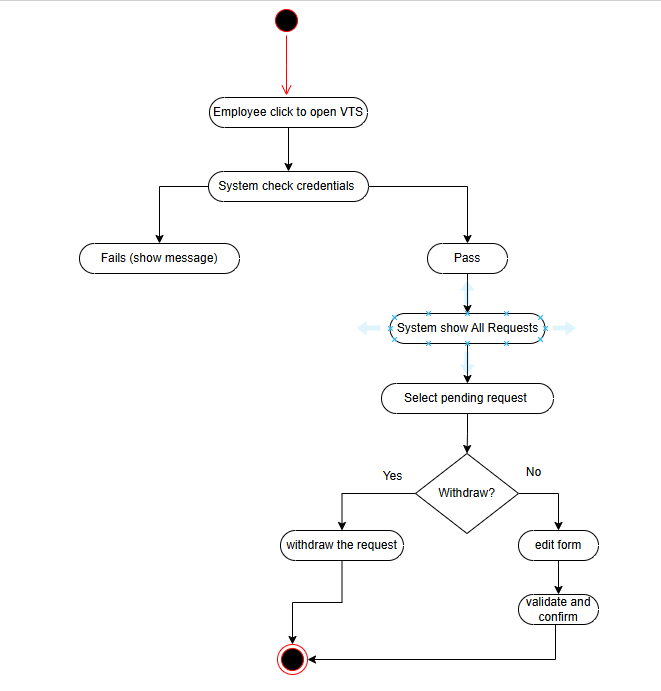 Employee click to open VTS
System check credentials
Fails (show message)
Pass
System show All Requests
Select pending request
Withdraw?
Yes
No
withdraw the request
edit form
validate and
confirm